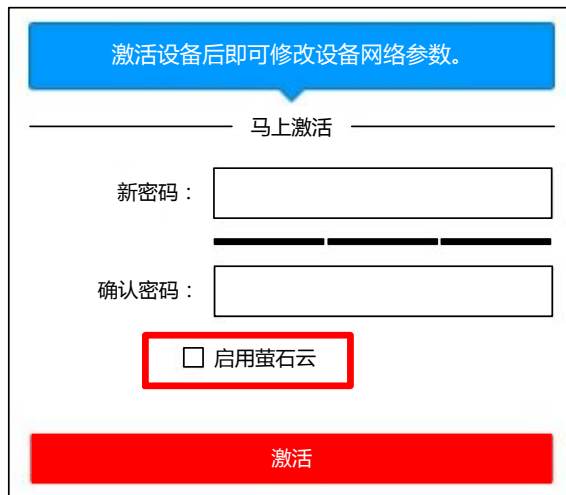 激活设备后即可修改设备网络参数。
马上激活
新密码：
确认密码：
启用萤石云
激活